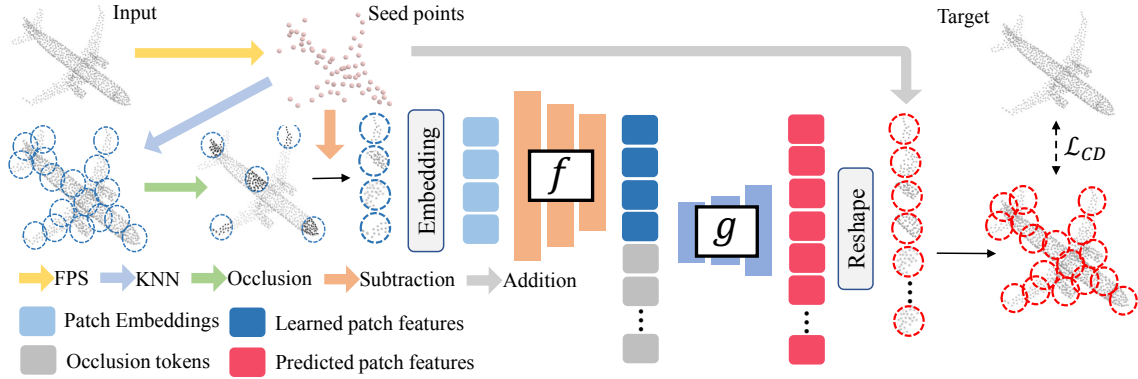 Input
Seed points
Target
Embedding
f
g
Reshape
ℒCD
FPS
KNN
Occlusion
Subtraction
Addition
Patch Embeddings
Learned patch features
Occlusion tokens
Predicted patch features